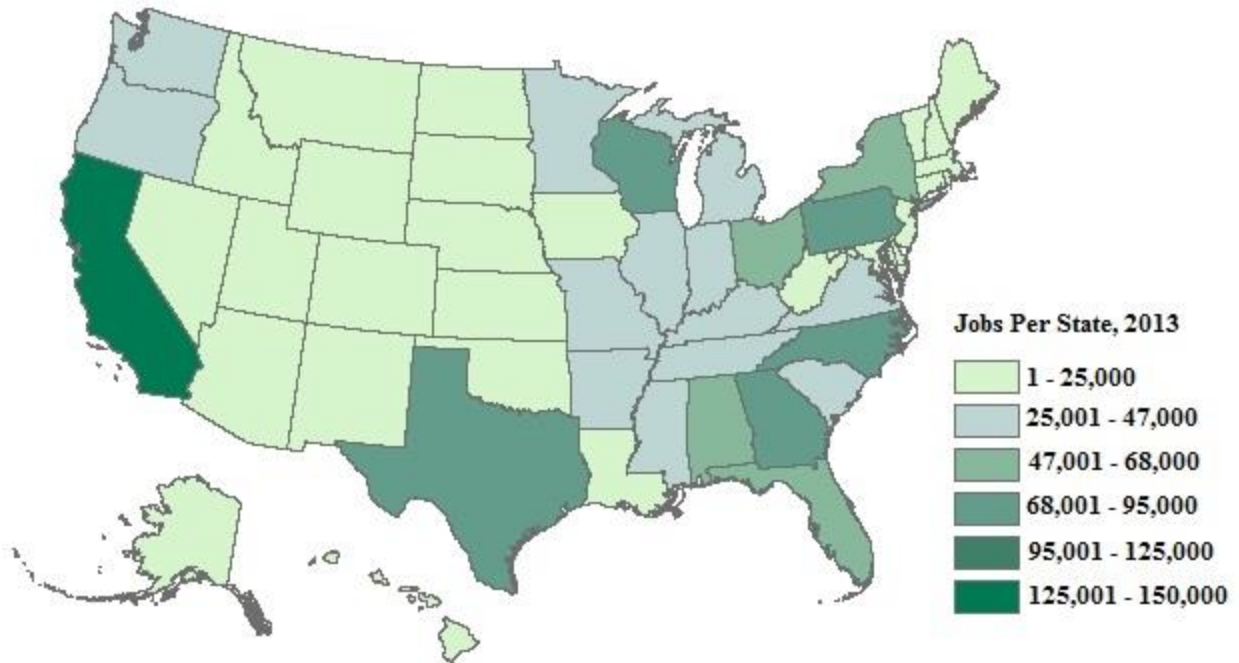 Jobs Per State, 2013
1 - 25,000
25,001 - 47,000
47,001 - 68,000
68,001 - 95,000
95,001 - 125,000
125,001 - 150,000